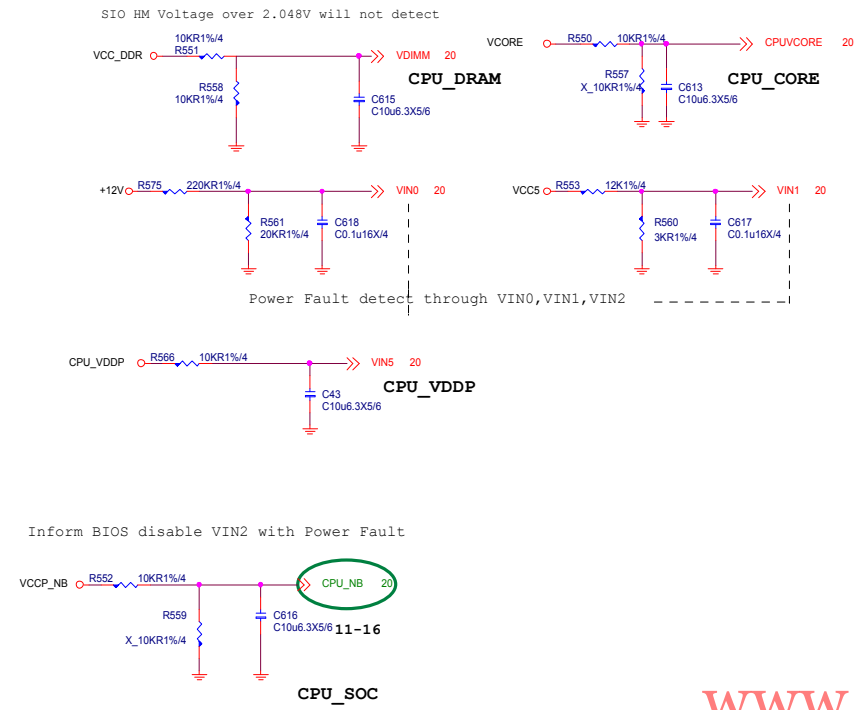 SIO HM Voltage over 2.048V will not detect
10KR1%/4
VCC_DDR R551 VDIMM 20
VCORE R550 10KR1%/4 CPUVCORE 20
CPU_DRAM
R558
10KR1%/4
C615
C10u6.3X5/6
R557
X_10KR1%/4
C613
C10u6.3X5/6
CPU_CORE
+12V R575 220KR1%/4 VIN0 20
VCC5 R553 12K1%/4 VIN1 20
R561
20KR1%/4
C618
C0.1u16X/4
R560
3KR1%/4
C617
C0.1u16X/4
Power Fault detect through VIN0,VIN1,VIN2
CPU_VDDP R566 10KR1%/4 VIN5 20
CPU_VDDP
C43
C10u6.3X5/6
Inform BIOS disable VIN2 with Power Fault
VCCP_NB R552 10KR1%/4 CPU_NB 20
R559
X_10KR1%/4
C616
C10u6.3X5/6
11-16
CPU_SOC
www